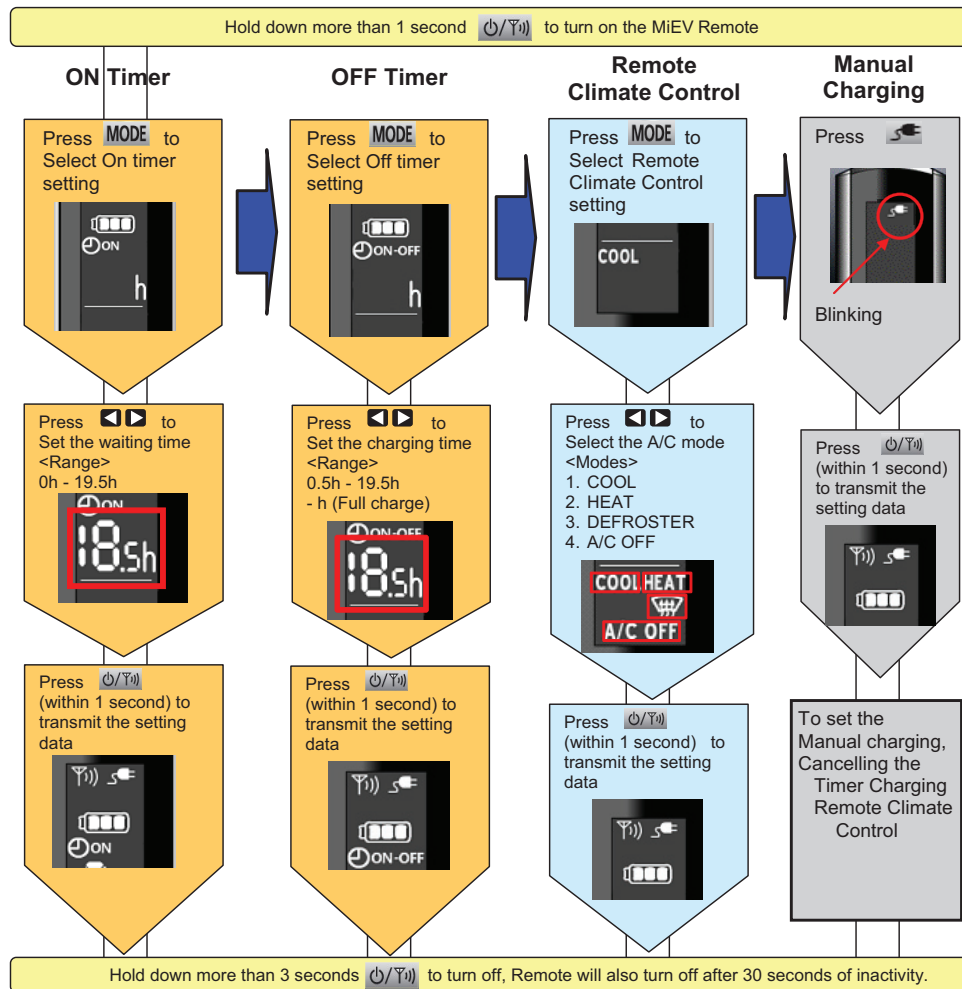 Hold down more than 1 second to turn on the MiEV Remote
ON Timer
OFF Timer
Remote
Climate Control
Manual
Charging
Press MODE to
Select On timer
setting
ON
h
Press MODE to
Select Off timer
setting
ON-OFF
h
Press MODE to
Select Remote
Climate Control
setting
COOL
Press
Blinking
Press to
Set the waiting time
<Range>
0h - 19.5h
ON
18.5h
Press to
Set the charging time
<Range>
0.5h - 19.5h
- h (Full charge)
ON-OFF
18.5h
Press to
Select the A/C mode
<Modes>
1. COOL
2. HEAT
3. DEFROSTER
4. A/C OFF
COOL HEAT
A/C OFF
Press
(within 1 second)
to transmit the
setting data
Press
(within 1 second) to
transmit the setting
data
ON
Press
(within 1 second) to
transmit the setting
data
ON-OFF
Press
(within 1 second) to
transmit the setting
data
To set the
Manual charging,
Cancelling the
Timer Charging
Remote Climate
Control
Hold down more than 3 seconds to turn off, Remote will also turn off after 30 seconds of inactivity.